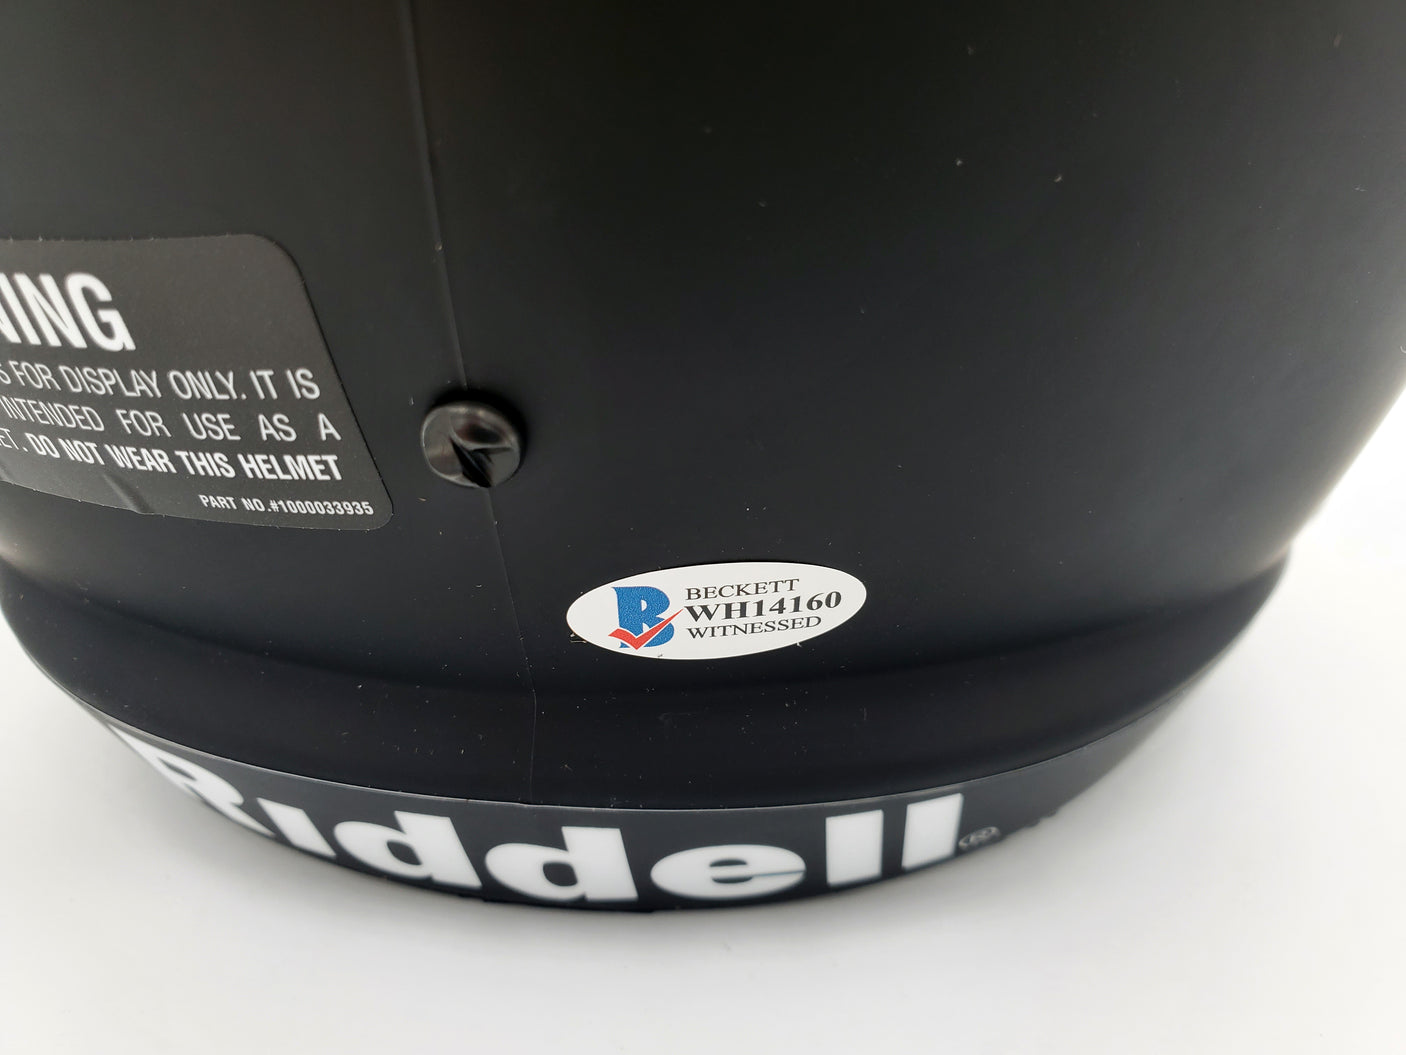 NING
S FOR DISPLAY ONLY. IT IS
INTENDED FOR USE AS A
ET. DO NOT WEAR THIS HELMET
PART NO.#1000033935
B
BECKETT
WH14160
WITNESSED
Riddell®